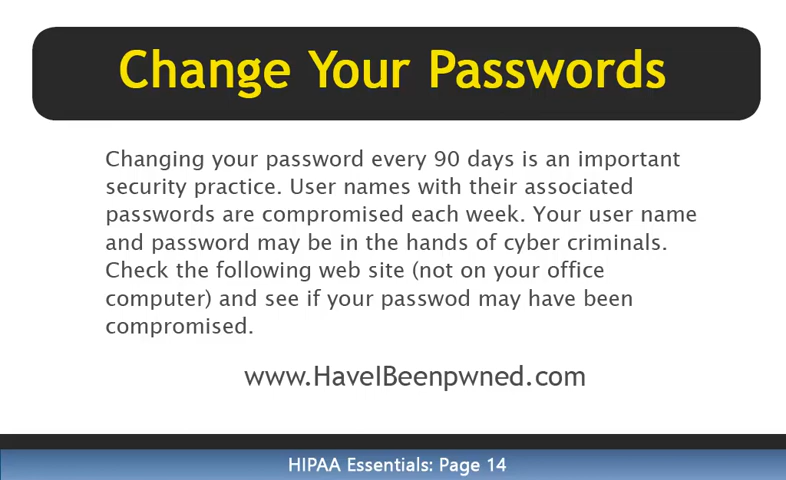 Change Your Passwords
Changing your password every 90 days is an important
security practice. User names with their associated
passwords are compromised each week. Your user name
and password may be in the hands of cyber criminals.
Check the following web site (not on your office
computer) and see if your passwod may have been
compromised.
www.HaveIBeenpwned.com
HIPAA Essentials: Page 14